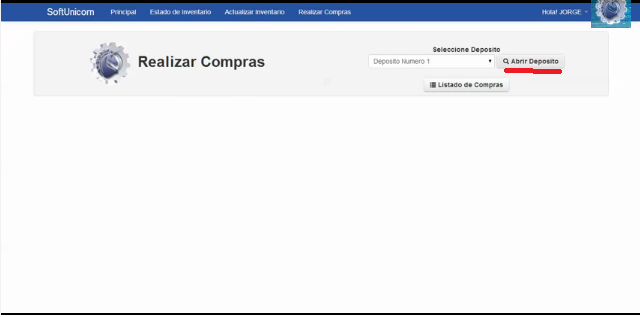 SoftUnicorn Principal Estado de Inventario Actualizar Inventario Realizar Compras Hola! JORGE
Realizar Compras
Seleccione Deposito
Deposito Numero 1 Abrir Deposito
Listado de Compras